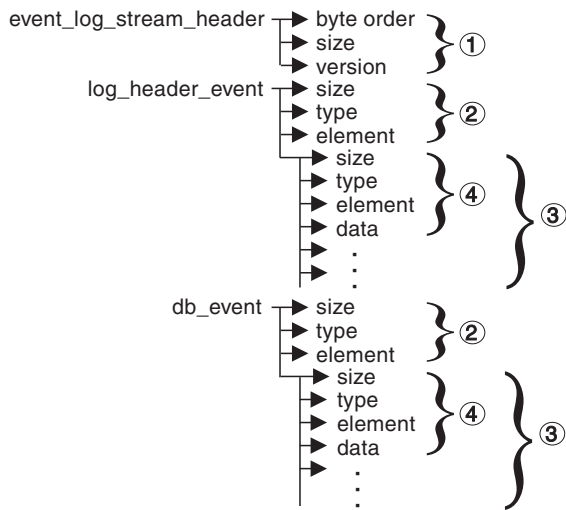 event_log_stream_header byte order
size ①
version
log_header_event size
type ②
element
size
type ④
element ③
data
db_event size
type ②
element
size
type
element ④ ③
data